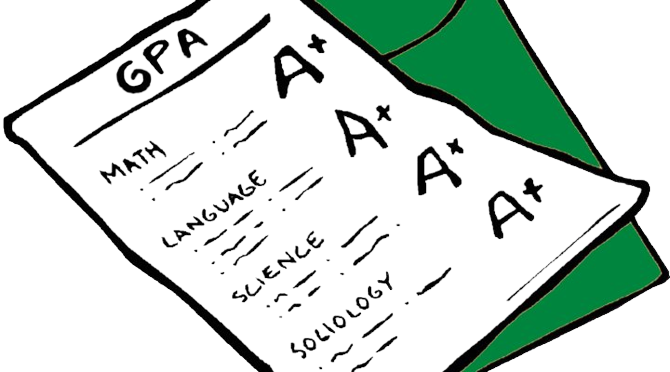 GPA
MATH A+
LANGUAGE A+
SCIENCE A+
SOLIOLOGY A+